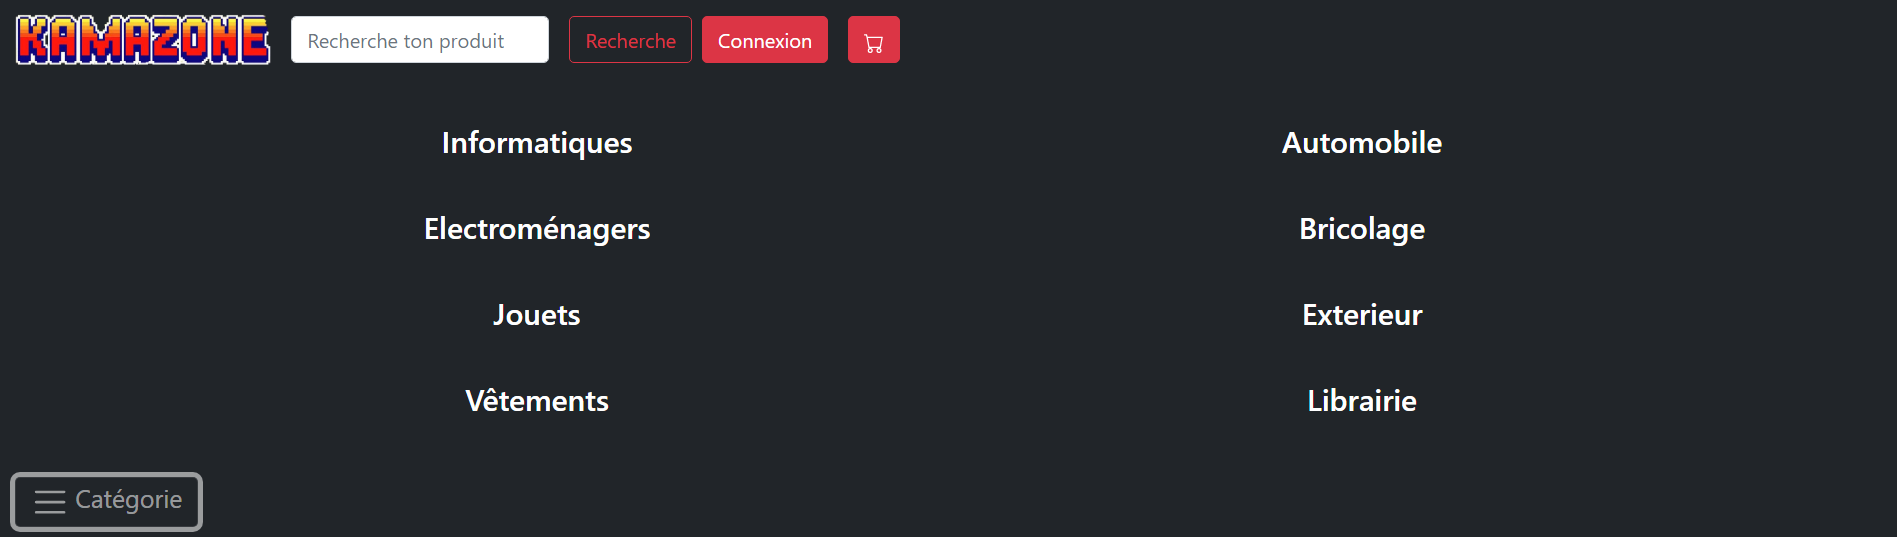 KAMAZONE Recherche ton produit Recherche Connexion
Informatiques Automobile
Electroménagers Bricolage
Jouets Exterieur
Vêtements Librairie
Catégorie